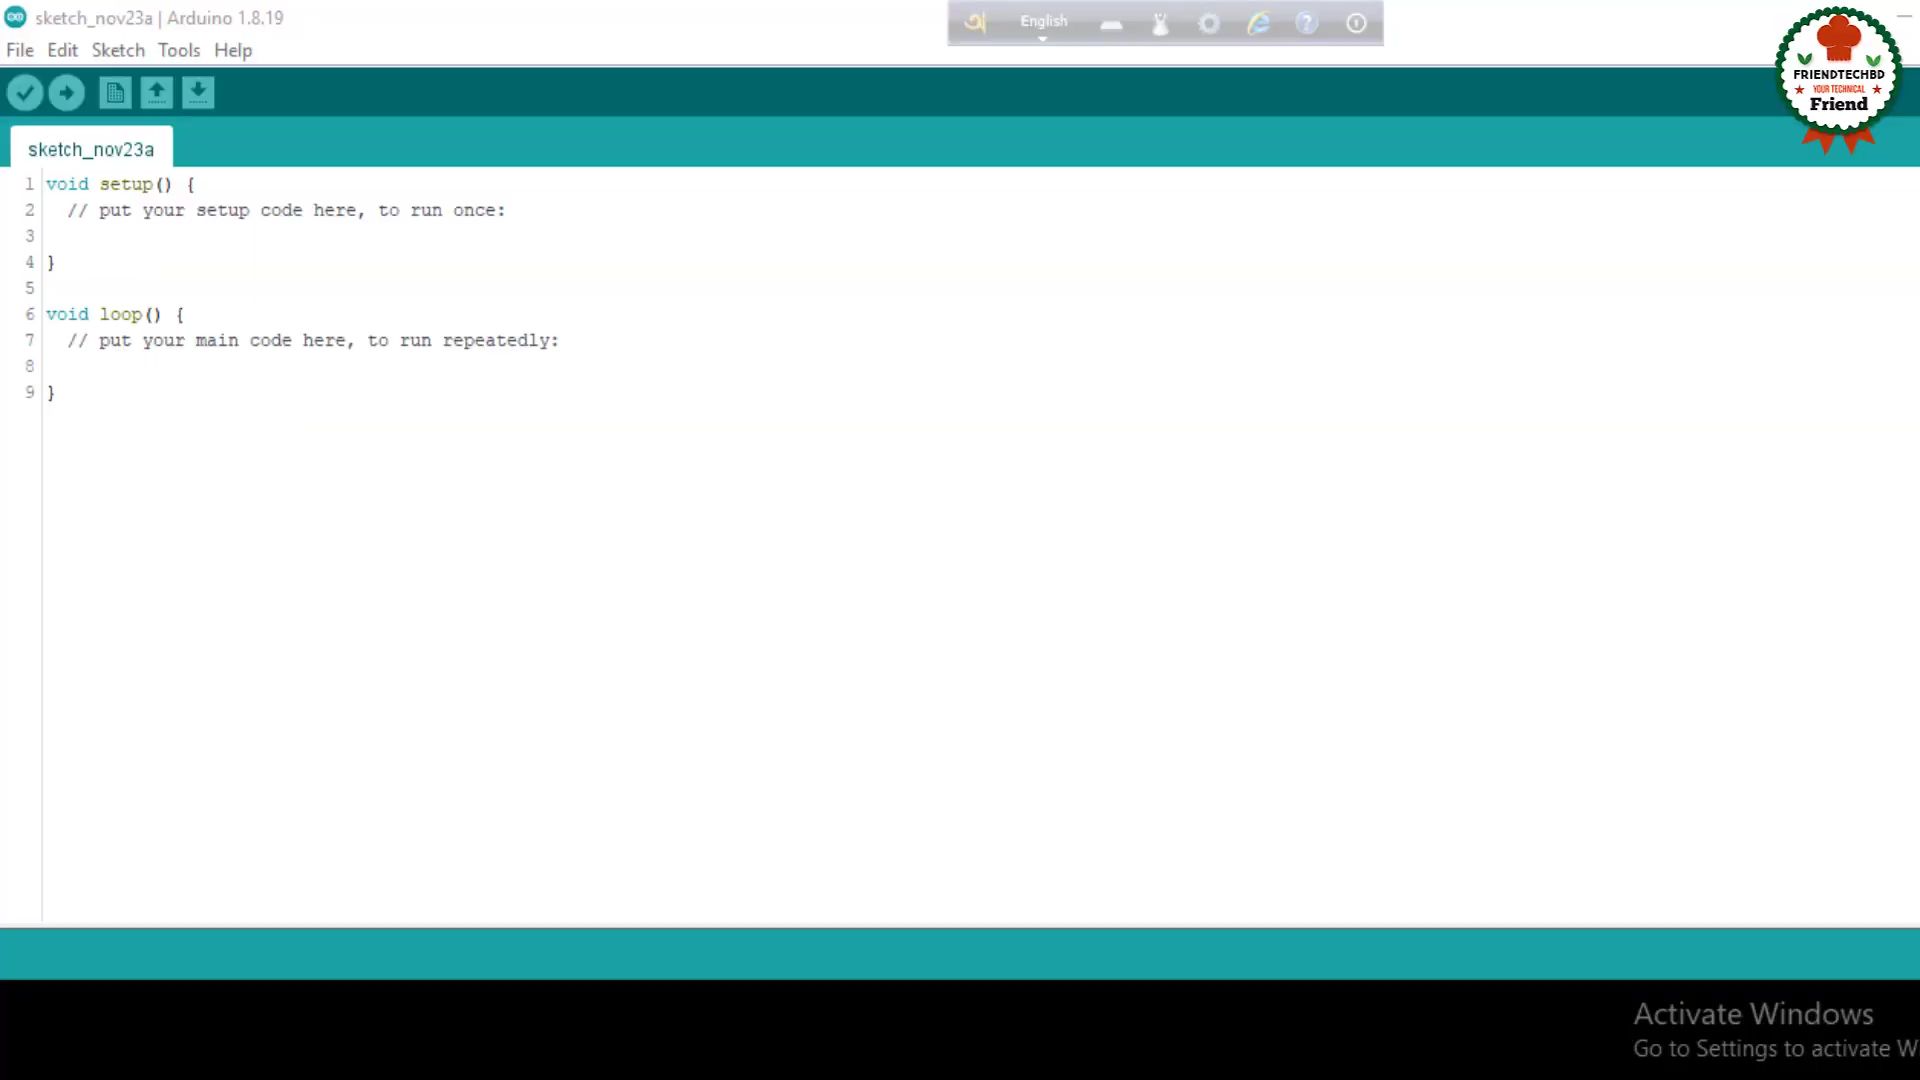 sketch_nov23a | Arduino 1.8.19
অ English ?
File Edit Sketch Tools Help
FRIENDTECHBD
YOUR TECHNICAL
Friend
sketch_nov23a
1 void setup() {
2 // put your setup code here, to run once:
3
4 }
5
6 void loop() {
7 // put your main code here, to run repeatedly:
8
9 }
Activate Windows
Go to Settings to activate W